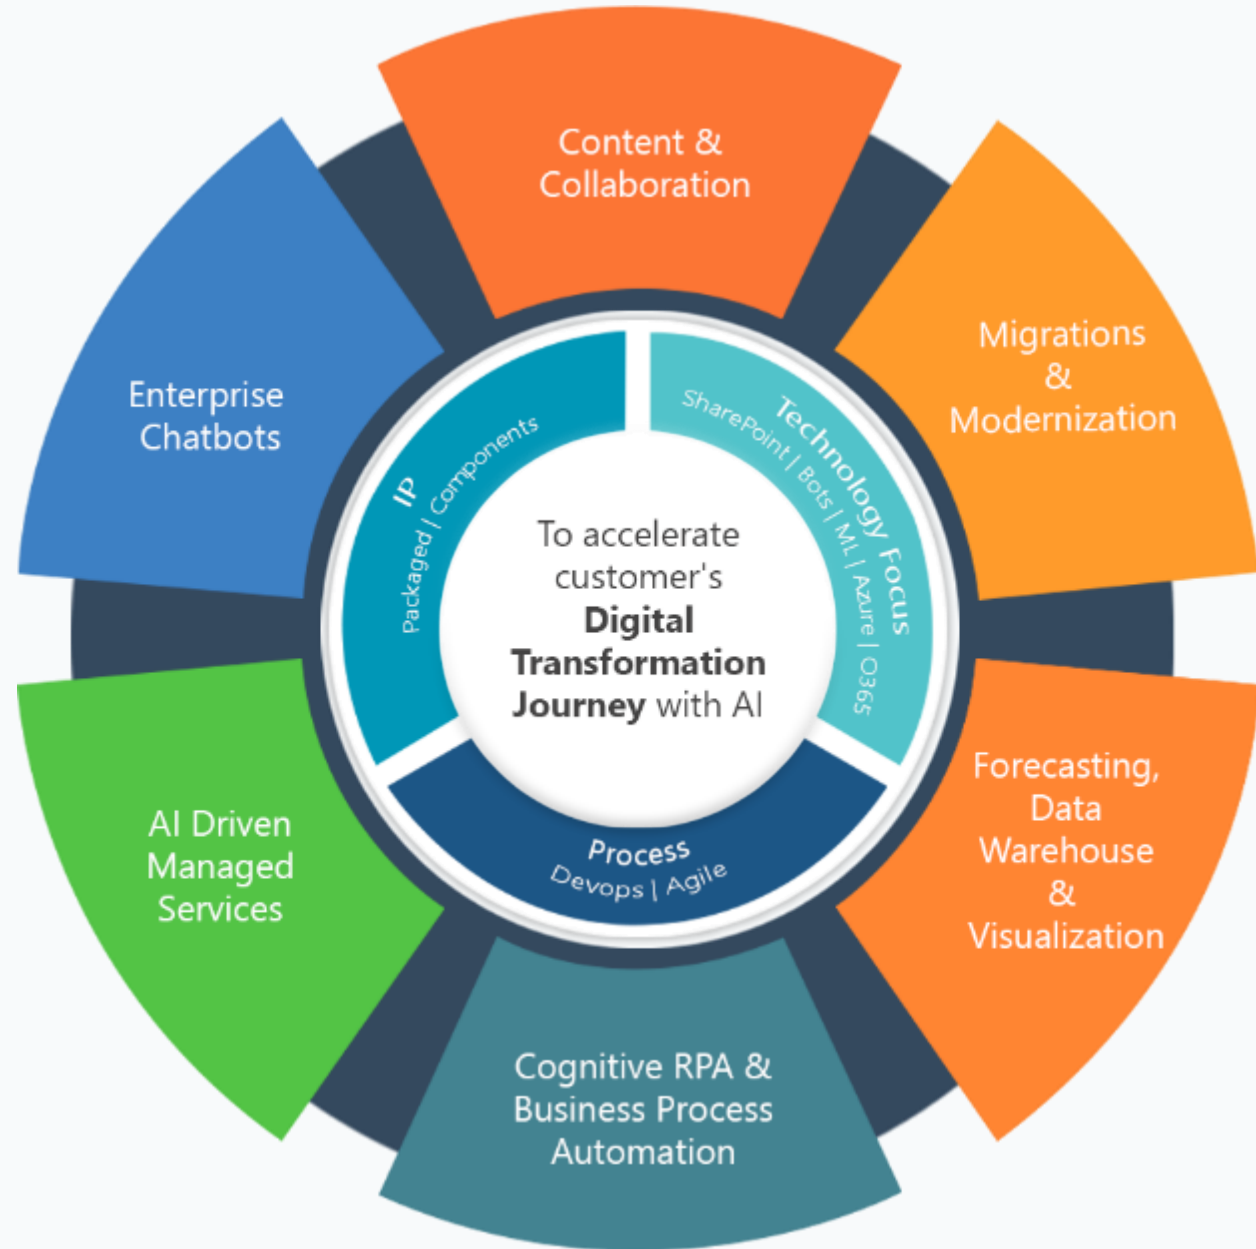 Content &
Collaboration
Migrations
&
Modernization
Forecasting,
Data
Warehouse
&
Visualization
Cognitive RPA &
Business Process
Automation
AI Driven
Managed
Services
Enterprise
Chatbots
IP
Packaged | Components
Technology Focus
SharePoint | Bots | ML | Azure | O365
Process
Devops | Agile
To accelerate
customer's
Digital
Transformation
Journey with AI